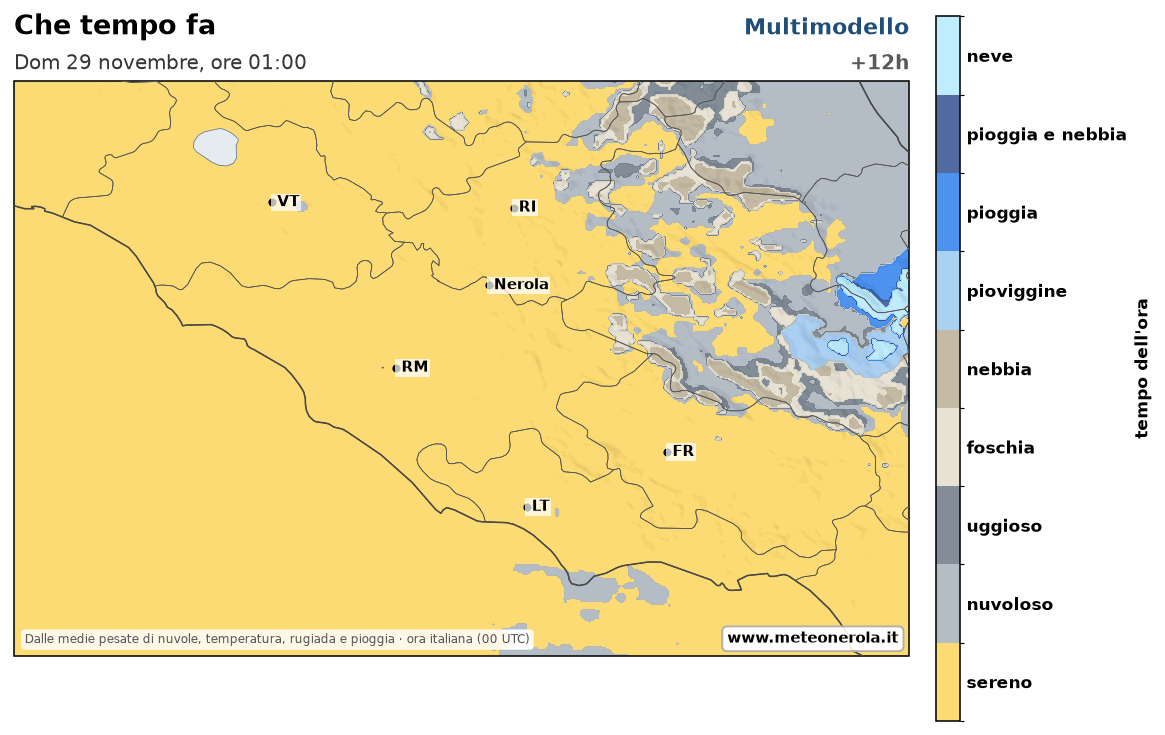 Che tempo fa
Multimodello
Dom 29 novembre, ore 01:00
+12h
VT
RI
Nerola
RM
FR
LT
Dalle medie pesate di nuvole, temperatura, rugiada e pioggia · ora italiana (00 UTC)
www.meteonerola.it
neve
pioggia e nebbia
pioggia
pioviggine
nebbia
foschia
uggioso
nuvoloso
sereno
tempo dell'ora